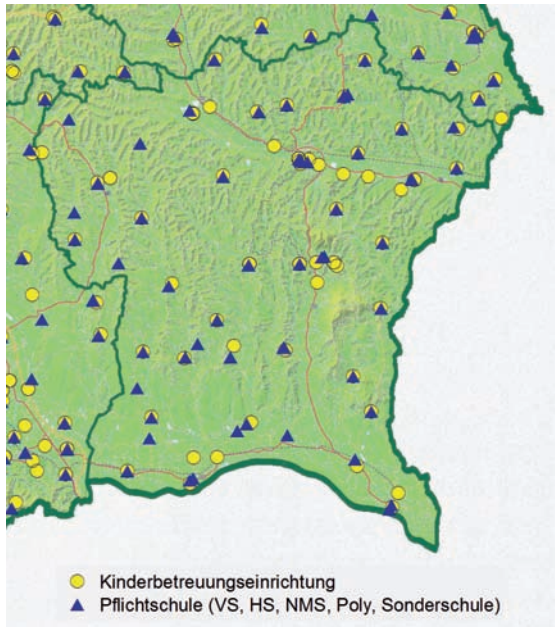 Kinderbetreuungseinrichtung
Pflichtschule (VS, HS, NMS, Poly, Sonderschule)